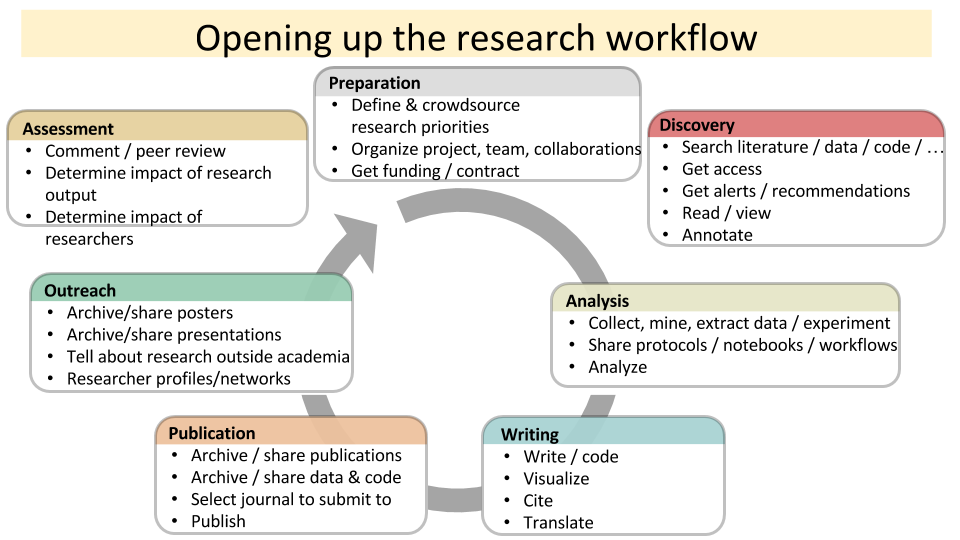 Opening up the research workflow
Preparation
• Define & crowdsource
research priorities
• Organize project, team, collaborations
• Get funding / contract
Discovery
• Search literature / data / code / …
• Get access
• Get alerts / recommendations
• Read / view
• Annotate
Analysis
• Collect, mine, extract data / experiment
• Share protocols / notebooks / workflows
• Analyze
Writing
• Write / code
• Visualize
• Cite
• Translate
Publication
• Archive / share publications
• Archive / share data & code
• Select journal to submit to
• Publish
Outreach
• Archive/share posters
• Archive/share presentations
• Tell about research outside academia
• Researcher profiles/networks
Assessment
• Comment / peer review
• Determine impact of research
output
• Determine impact of
researchers